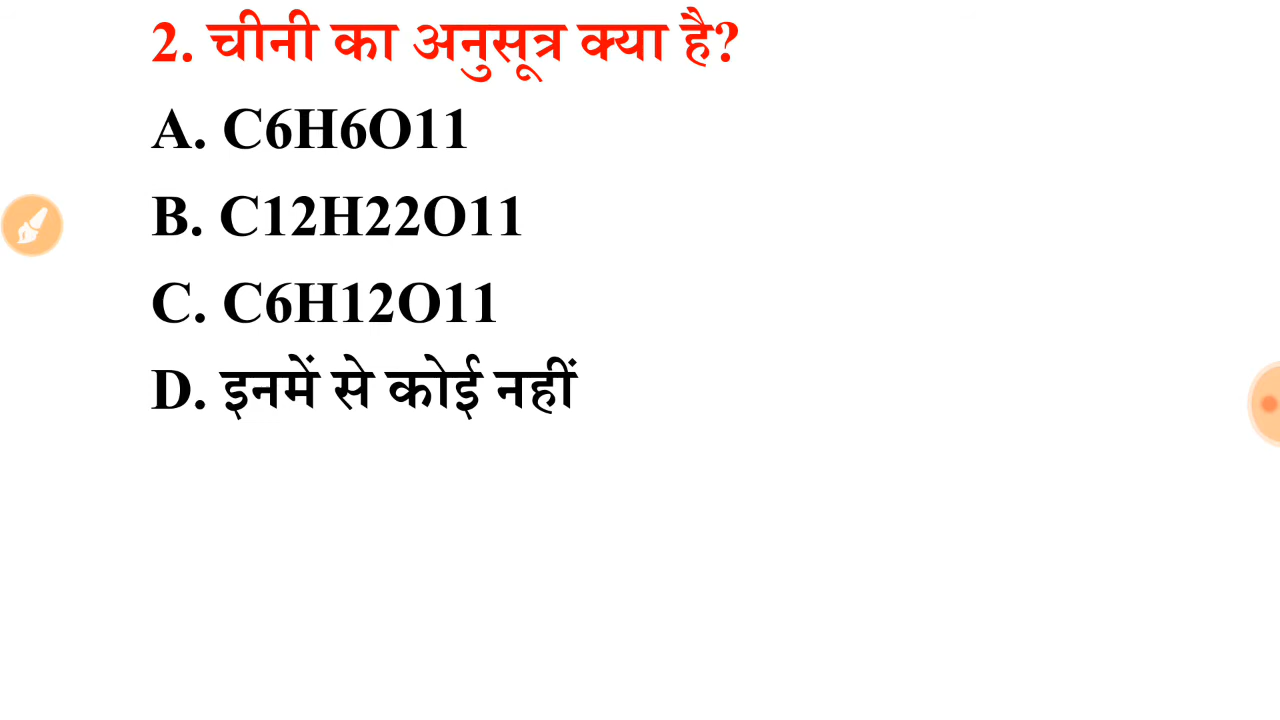 2. चीनी का अनुसूत्र क्या है?
A. C6H6O11
B. C12H22O11
C. C6H12O11
D. इनमें से कोई नहीं